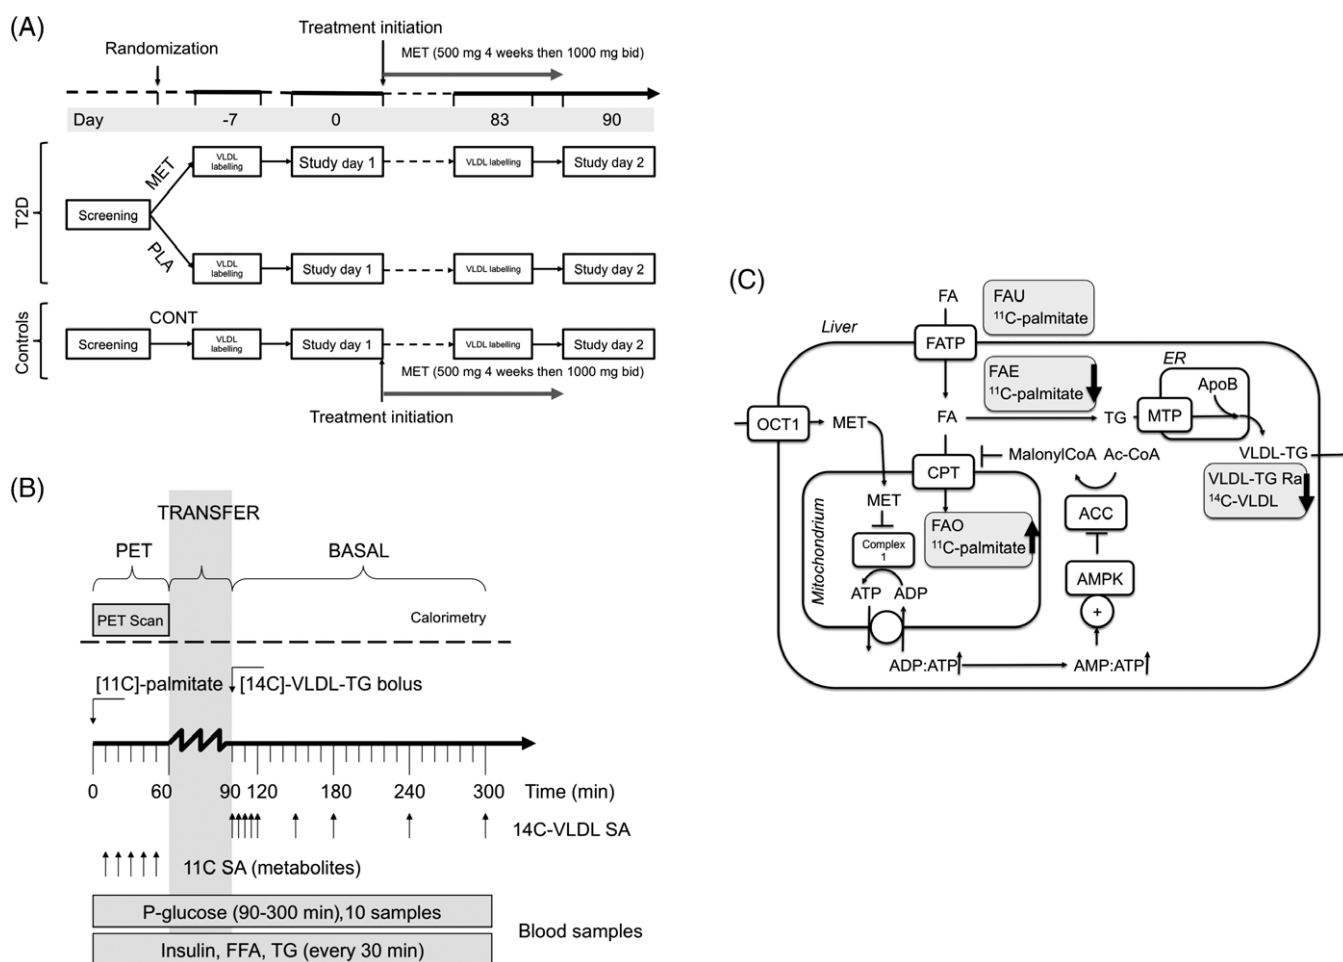 (A)
Treatment initiation
Randomization
MET (500 mg 4 weeks then 1000 mg bid)
Day -7 0 83 90
T2D
MET
VLDL labelling
Study day 1
VLDL labelling
Study day 2
Screening
PLA
VLDL labelling
Study day 1
VLDL labelling
Study day 2
Controls
CONT
Screening
VLDL labelling
Study day 1
VLDL labelling
Study day 2
MET (500 mg 4 weeks then 1000 mg bid)
Treatment initiation
(B)
TRANSFER
PET
BASAL
PET Scan
Calorimetry
[11C]-palmitate
[14C]-VLDL-TG bolus
0 60 90 120 180 240 300 Time (min)
14C-VLDL SA
11C SA (metabolites)
P-glucose (90-300 min),10 samples
Insulin, FFA, TG (every 30 min)
Blood samples
(C)
FA
FAU
¹¹C-palmitate
Liver
FATP
FAE
¹¹C-palmitate
ER
ApoB
OCT1
MET
FA
TG
MTP
MalonylCoA Ac-CoA
VLDL-TG
CPT
VLDL-TG Ra
¹⁴C-VLDL
MET
FAO
¹¹C-palmitate
ACC
Mitochondrium
Complex
1
AMPK
ATP
ADP
+
ADP:ATP
AMP:ATP